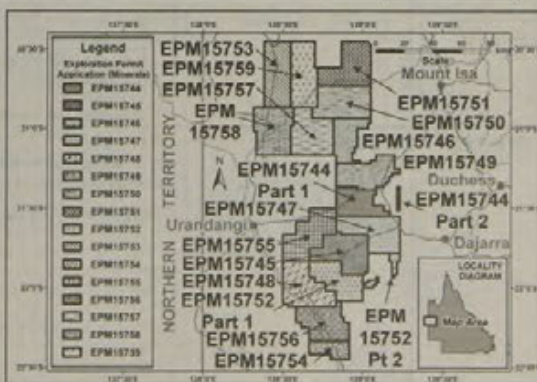 Legend
Exploration Permit
Application (Minerals)
EPM15744
EPM15745
EPM15746
EPM15747
EPM15748
EPM15749
EPM15750
EPM15751
EPM15752
EPM15753
EPM15754
EPM15755
EPM15756
EPM15757
EPM15758
EPM15759
EPM15753
EPM15759
EPM15757
EPM
15758
Scale
Mount Isa
EPM15751
EPM15750
EPM15746
EPM15749
EPM15744
Part 1
EPM15747
Duchess
EPM15744
Part 2
Urandangi
Dajarra
NORTHERN TERRITORY
N
EPM15755
EPM15745
EPM15748
EPM15752
Part 1
EPM15756
EPM15754
EPM
15752
Pt 2
LOCALITY
DIAGRAM
Map Area